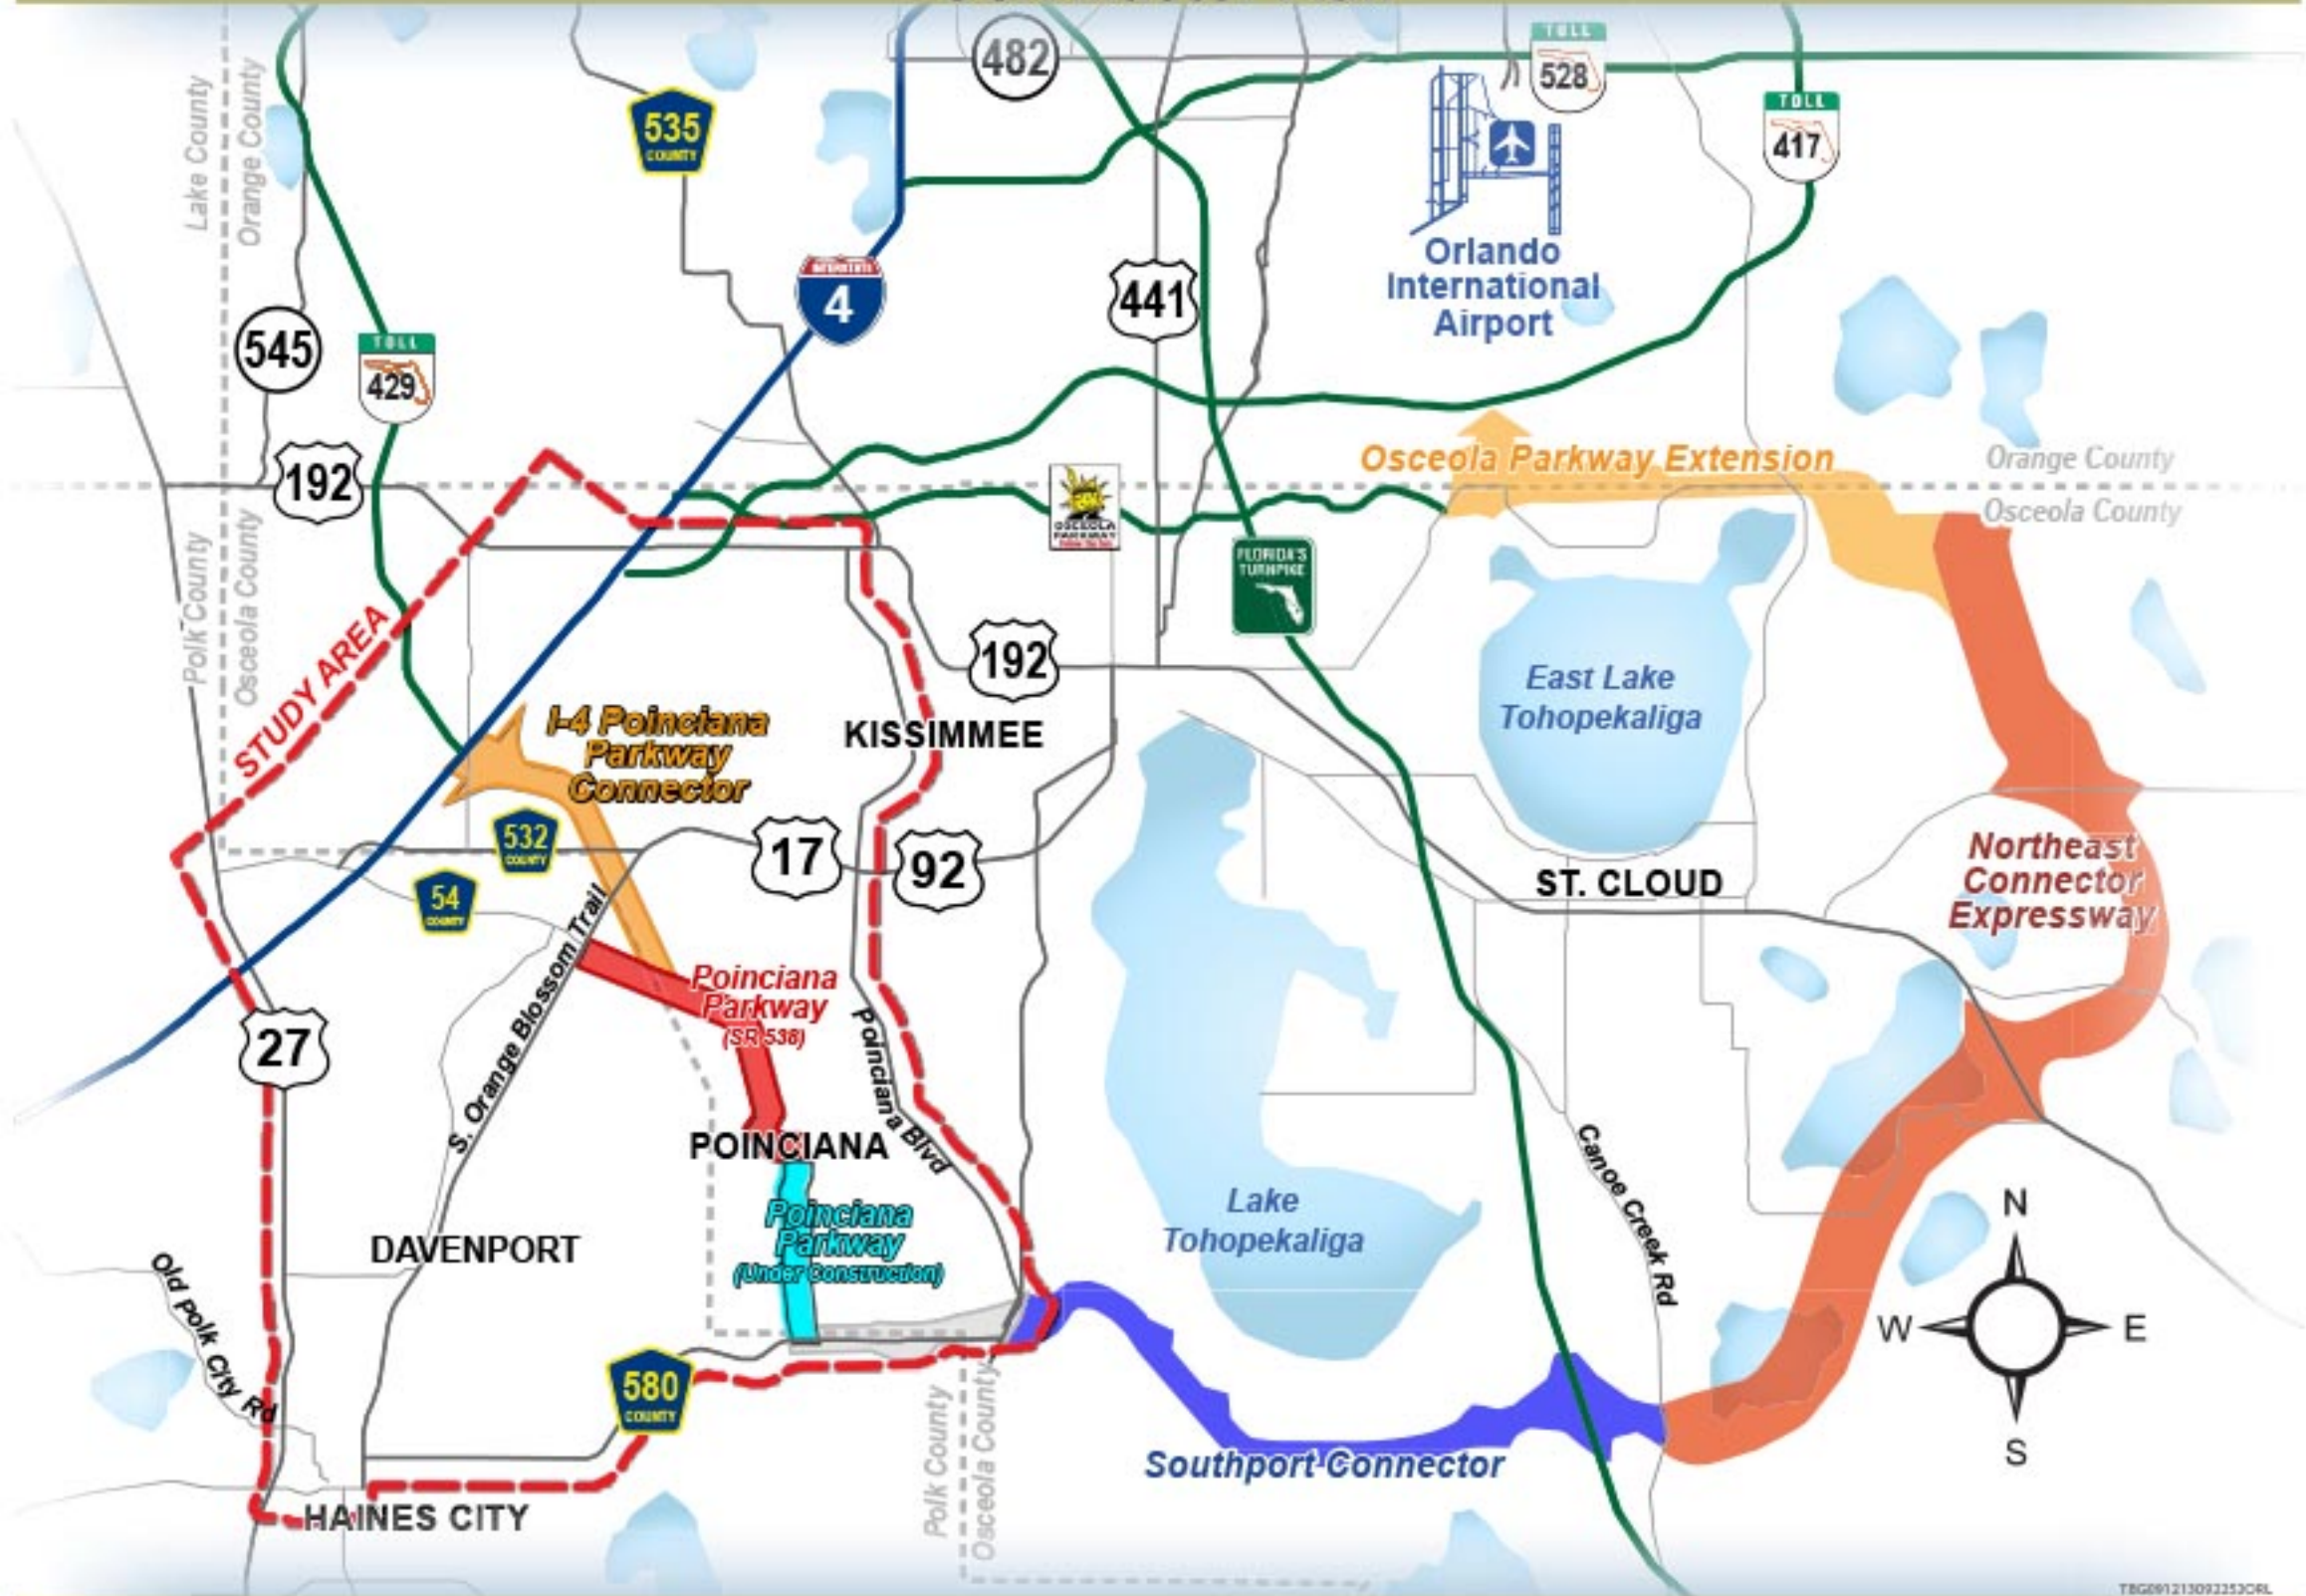 482
TOLL
528
TOLL
417
535
COUNTY
Lake County
Orange County
INTERSTATE
4
441
Orlando
International
Airport
545
TOLL
429
192
Osceola Parkway Extension
Orange County
Osceola County
OSCEOLA
PARKWAY
FLORIDA'S
TURNPIKE
Polk County
Osceola County
STUDY AREA
192
East Lake
Tohopekaliga
I-4 Poinciana
Parkway
Connector
KISSIMMEE
532
COUNTY
17
92
54
COUNTY
ST. CLOUD
Northeast
Connector
Expressway
S. Orange Blossom Trail
Poinciana
Parkway
(SR 538)
27
Poinciana Blvd
POINCIANA
Canoe Creek Rd
Lake
Tohopekaliga
Poinciana
Parkway
(Under Construction)
DAVENPORT
Old Polk City Rd
N
W
E
S
580
COUNTY
Polk County
Osceola County
Southport Connector
HAINES CITY